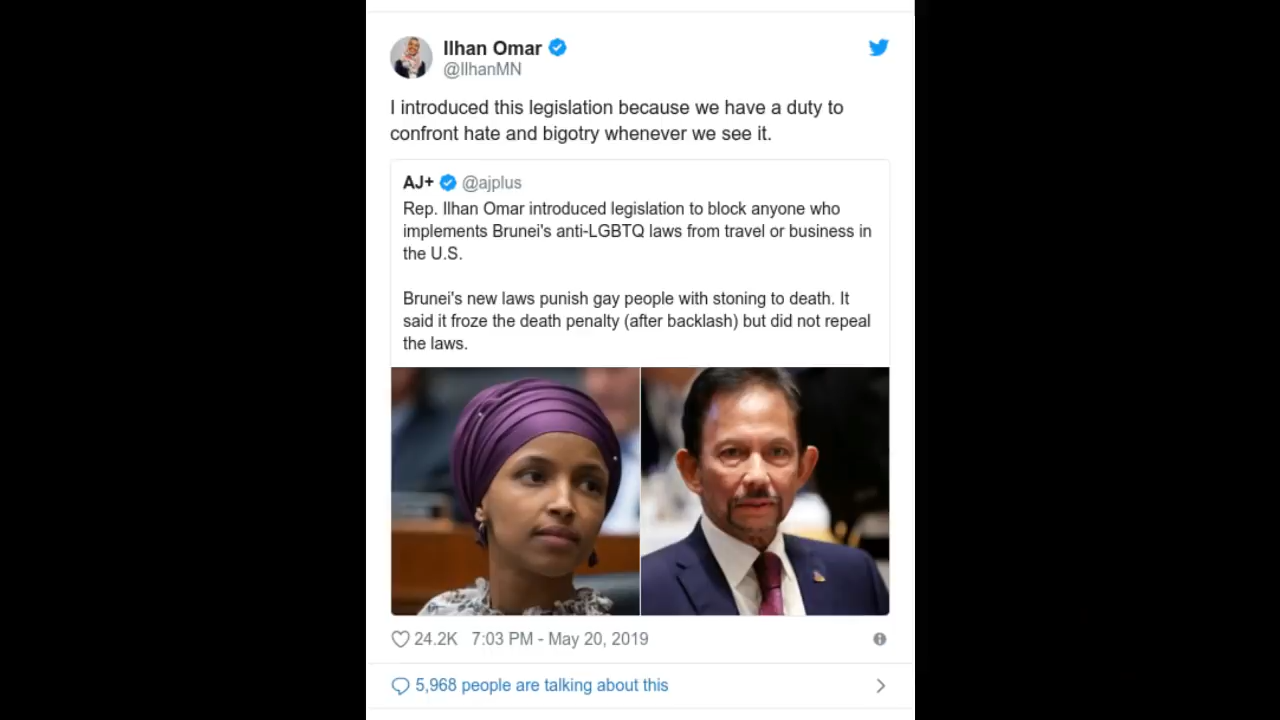 Ilhan Omar
@IlhanMN
I introduced this legislation because we have a duty to
confront hate and bigotry whenever we see it.
AJ+ @ajplus
Rep. Ilhan Omar introduced legislation to block anyone who
implements Brunei's anti-LGBTQ laws from travel or business in
the U.S.
Brunei's new laws punish gay people with stoning to death. It
said it froze the death penalty (after backlash) but did not repeal
the laws.
24.2K 7:03 PM - May 20, 2019
5,968 people are talking about this